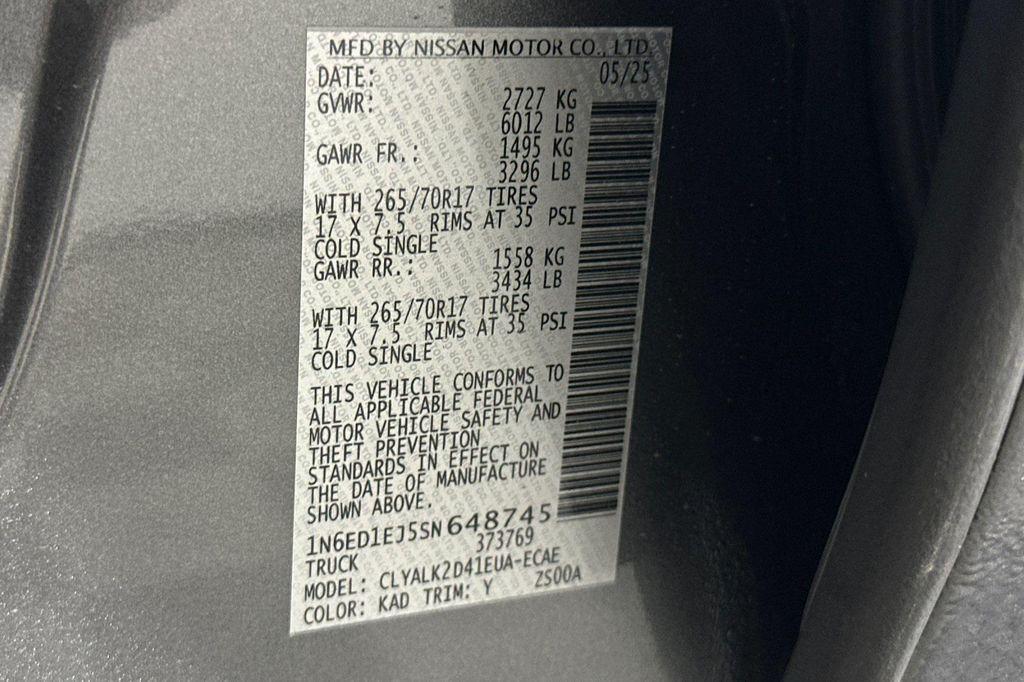 MFD BY NISSAN MOTOR CO., LTD.
DATE: 05/25
GVWR: 2727 KG
6012 LB
GAWR FR.: 1495 KG
3296 LB
WITH 265/70R17 TIRES
17 X 7.5 RIMS AT 35 PSI
COLD SINGLE
GAWR RR.: 1558 KG
3434 LB
WITH 265/70R17 TIRES
17 X 7.5 RIMS AT 35 PSI
COLD SINGLE
THIS VEHICLE CONFORMS TO
ALL APPLICABLE FEDERAL
MOTOR VEHICLE SAFETY AND
THEFT PREVENTION
STANDARDS IN EFFECT ON
THE DATE OF MANUFACTURE
SHOWN ABOVE.
1N6ED1EJ5SN648745
TRUCK 373769
MODEL: CLYALK2D41EUA-ECAE
COLOR: KAD TRIM: Y ZS00A